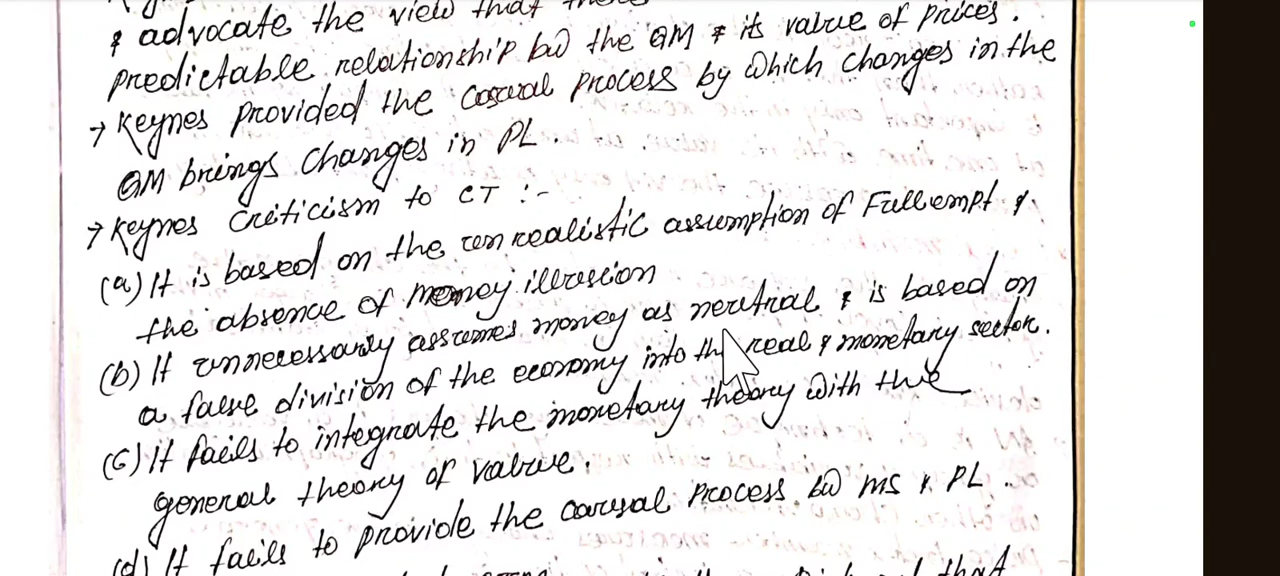 & advocate the view that
predictable relationship bw the QM & its value of prices.
→ Keynes provided the casual process by which changes in the
QM brings changes in PL.
→ Keynes Criticism to CT :-
(a) It is based on the unrealistic assumption of Full empt &
the absence of money illusion
(b) It unnecessarily assumes money as neutral & is based on
a false division of the economy into the real & monetary sector.
(c) It fails to integrate the monetary theory with the
general theory of value.
(d) It fails to provide the causal process bw ms & PL.
that